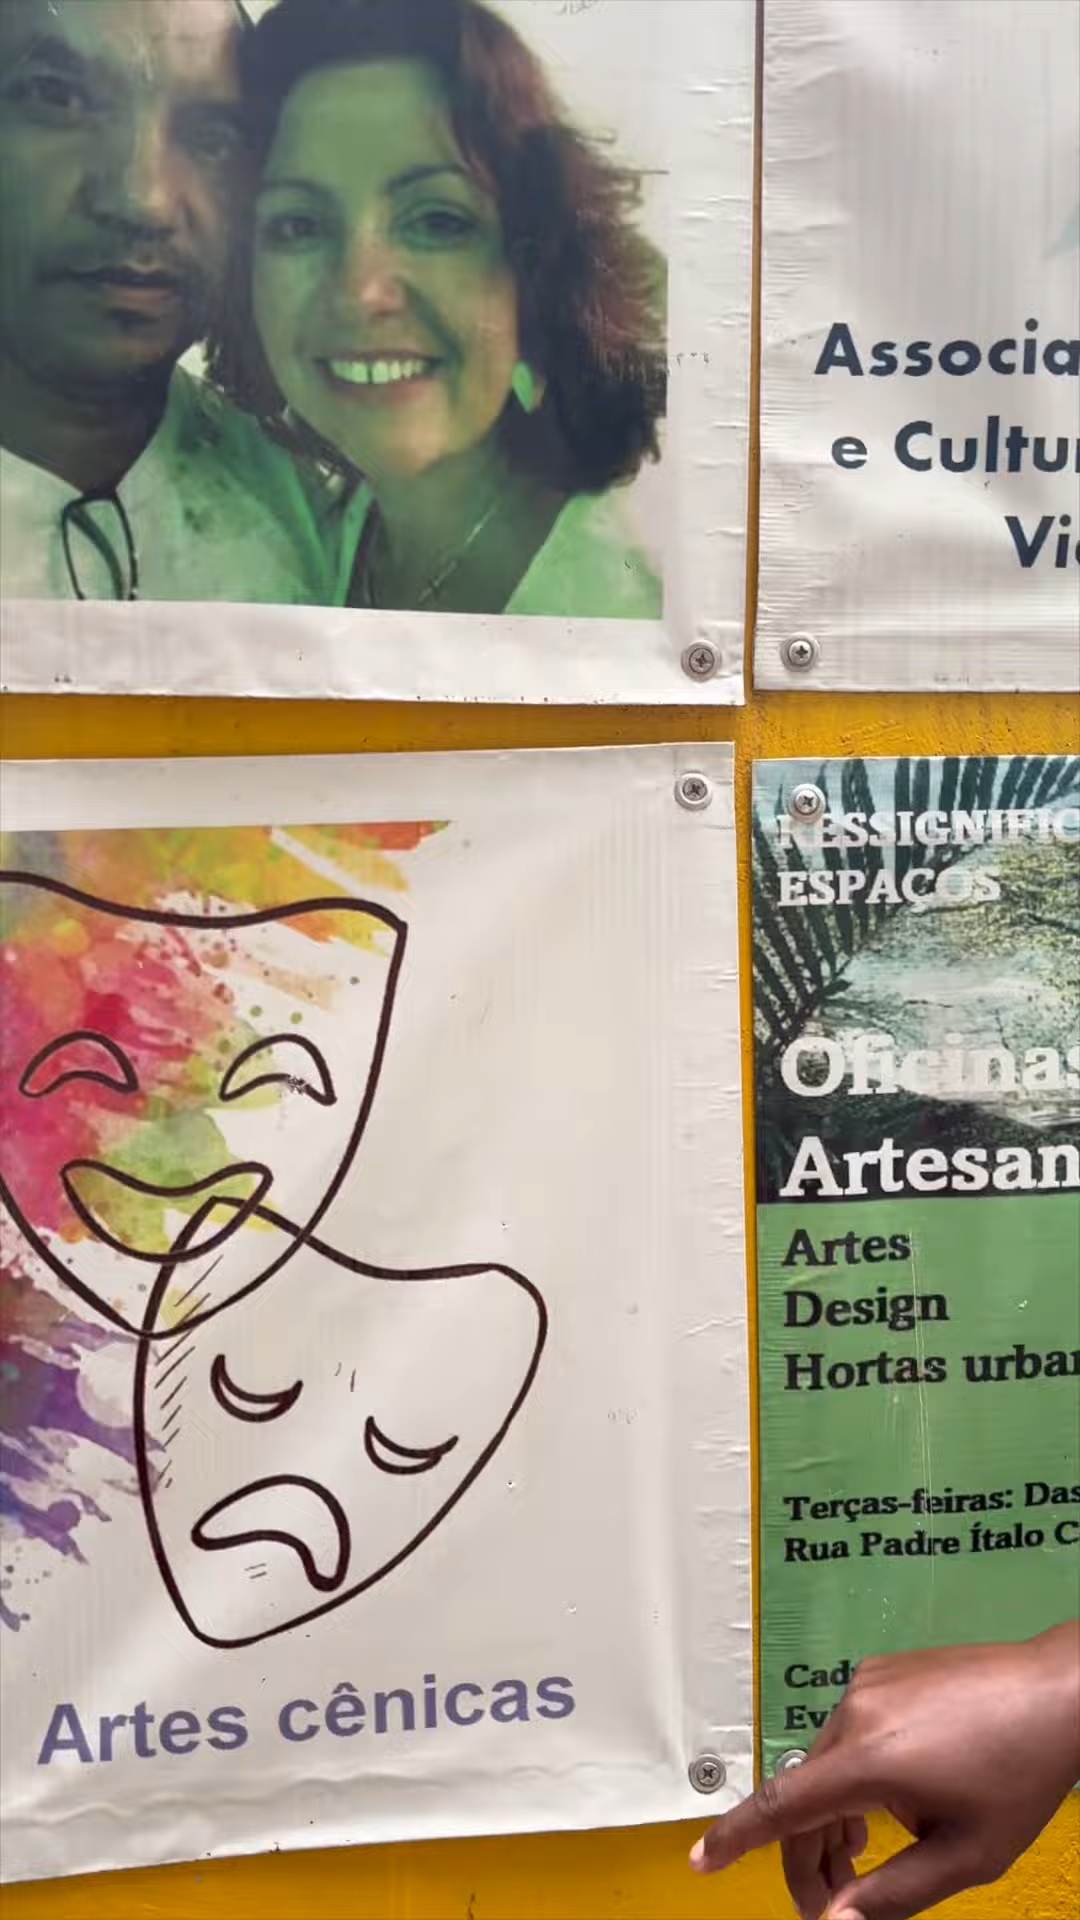 Associa
e Cultur
Vi
RESSIGNIFIC
ESPAÇOS
Oficinas
Artesan
Artes
Design
Hortas urban
Terças-feiras: Das
Rua Padre Ítalo C
Cad
Ev
Artes cênicas